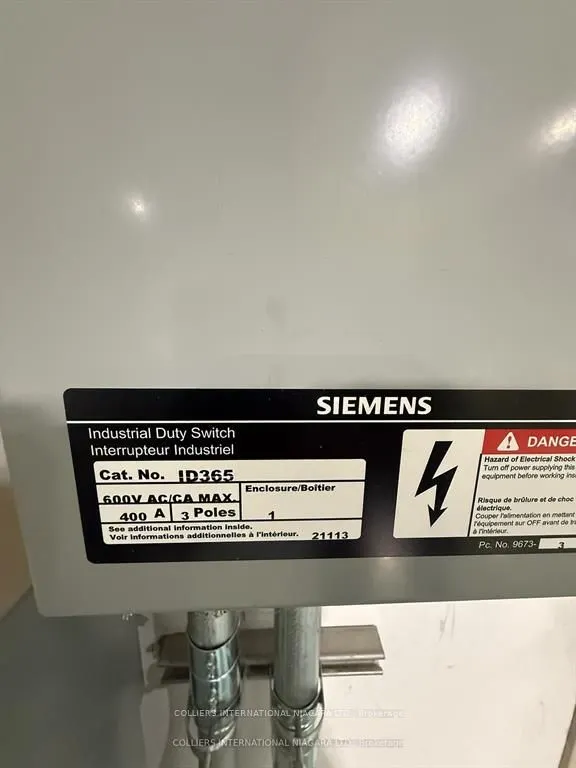 SIEMENS
Industrial Duty Switch
Interrupteur Industriel
Cat. No. ID365
600V AC/CA MAX.
400 A 3 Poles
Enclosure/Boîtier
1
See additional information inside.
Voir informations additionelles à l'intérieur. 21113
DANGE
Hazard of Electrical Shock
Turn off power supplying this
equipment before working ins
Risque de brûlure et de choc
électrique.
Couper l'alimentation en mettant
l'équipement sur OFF avant de tra
à l'intérieur.
Pc. No. 9673- 3
COLLIERS INTERNATIONAL NIAGARA LTD., Brokerage
COLLIERS INTERNATIONAL NIAGARA LTD., Brokerage